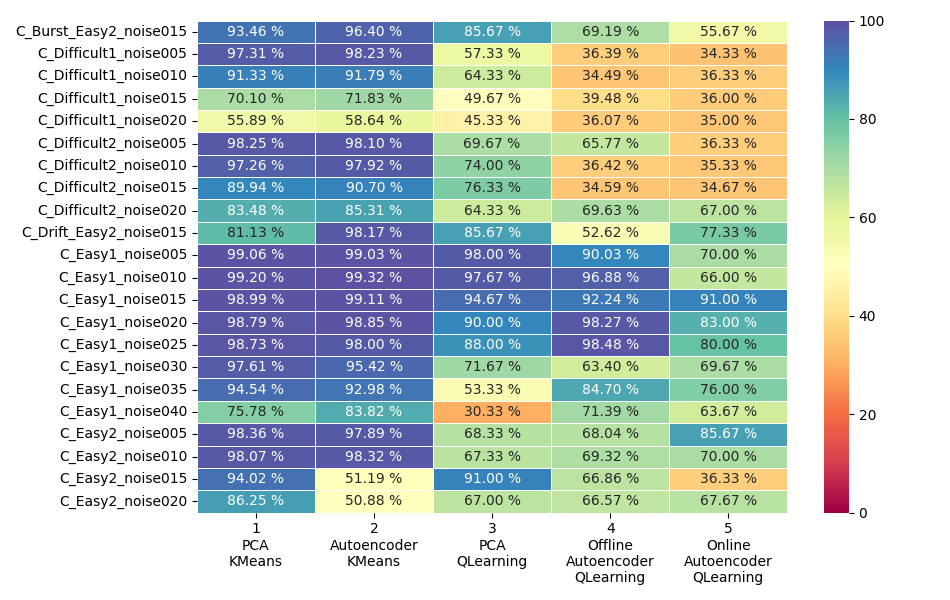 C_Burst_Easy2_noise015 93.46 % 96.40 % 85.67 % 69.19 % 55.67 %
C_Difficult1_noise005 97.31 % 98.23 % 57.33 % 36.39 % 34.33 %
C_Difficult1_noise010 91.33 % 91.79 % 64.33 % 34.49 % 36.33 %
C_Difficult1_noise015 70.10 % 71.83 % 49.67 % 39.48 % 36.00 %
C_Difficult1_noise020 55.89 % 58.64 % 45.33 % 36.07 % 35.00 %
C_Difficult2_noise005 98.25 % 98.10 % 69.67 % 65.77 % 36.33 %
C_Difficult2_noise010 97.26 % 97.92 % 74.00 % 36.42 % 35.33 %
C_Difficult2_noise015 89.94 % 90.70 % 76.33 % 34.59 % 34.67 %
C_Difficult2_noise020 83.48 % 85.31 % 64.33 % 69.63 % 67.00 %
C_Drift_Easy2_noise015 81.13 % 98.17 % 85.67 % 52.62 % 77.33 %
C_Easy1_noise005 99.06 % 99.03 % 98.00 % 90.03 % 70.00 %
C_Easy1_noise010 99.20 % 99.32 % 97.67 % 96.88 % 66.00 %
C_Easy1_noise015 98.99 % 99.11 % 94.67 % 92.24 % 91.00 %
C_Easy1_noise020 98.79 % 98.85 % 90.00 % 98.27 % 83.00 %
C_Easy1_noise025 98.73 % 98.00 % 88.00 % 98.48 % 80.00 %
C_Easy1_noise030 97.61 % 95.42 % 71.67 % 63.40 % 69.67 %
C_Easy1_noise035 94.54 % 92.98 % 53.33 % 84.70 % 76.00 %
C_Easy1_noise040 75.78 % 83.82 % 30.33 % 71.39 % 63.67 %
C_Easy2_noise005 98.36 % 97.89 % 68.33 % 68.04 % 85.67 %
C_Easy2_noise010 98.07 % 98.32 % 67.33 % 69.32 % 70.00 %
C_Easy2_noise015 94.02 % 51.19 % 91.00 % 66.86 % 36.33 %
C_Easy2_noise020 86.25 % 50.88 % 67.00 % 66.57 % 67.67 %
1 2 3 4 5
PCA Autoencoder PCA Offline Online
KMeans KMeans QLearning Autoencoder Autoencoder
QLearning QLearning
100
80
60
40
20
0